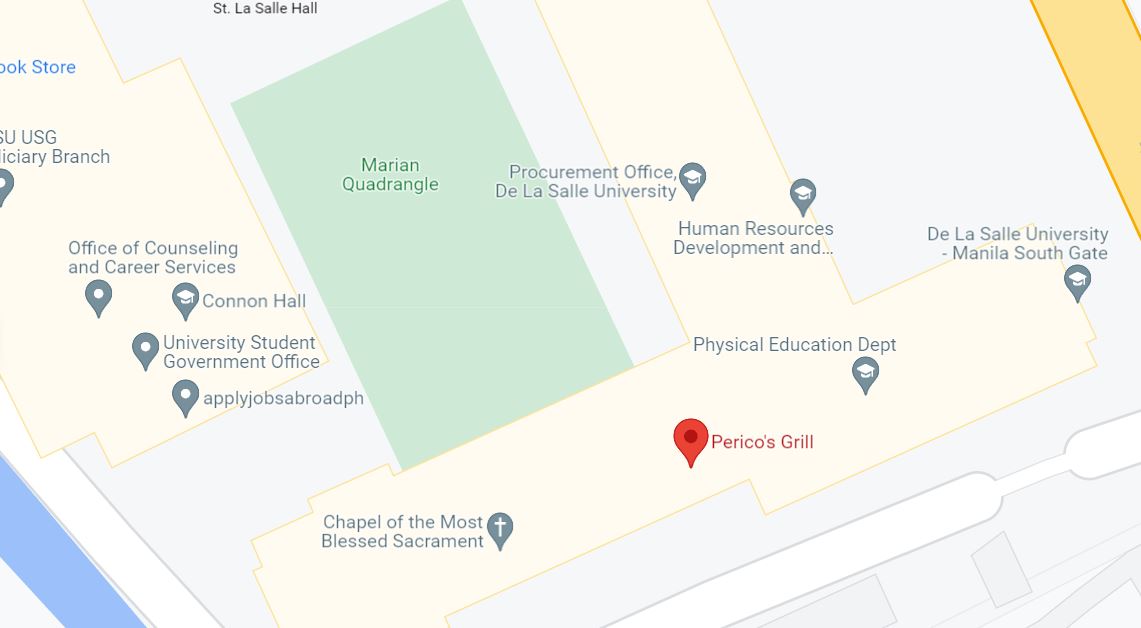 St. La Salle Hall
ook Store
SU USG
iciary Branch
Marian
Quadrangle
Procurement Office,
De La Salle University
Human Resources
Development and...
De La Salle University
- Manila South Gate
Office of Counseling
and Career Services
Connon Hall
University Student
Government Office
applyjobsabroadph
Physical Education Dept
Perico's Grill
Chapel of the Most
Blessed Sacrament